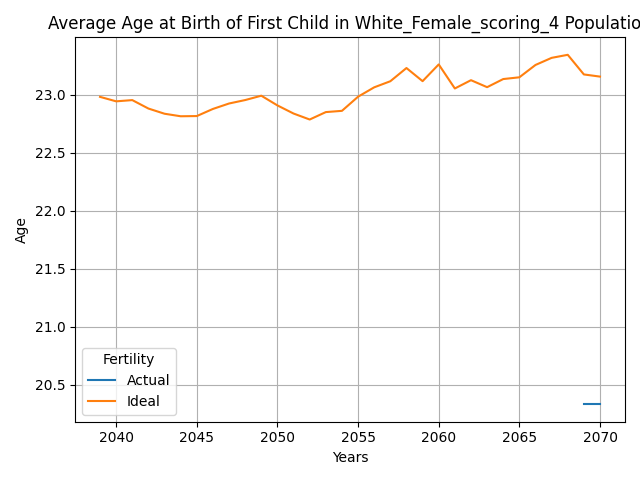 Average Age at Birth of First Child in White_Female_scoring_4 Populatio
23.0
22.5
22.0
21.5
21.0
20.5
Age
Fertility
Actual
Ideal
2040 2045 2050 2055 2060 2065 2070
Years